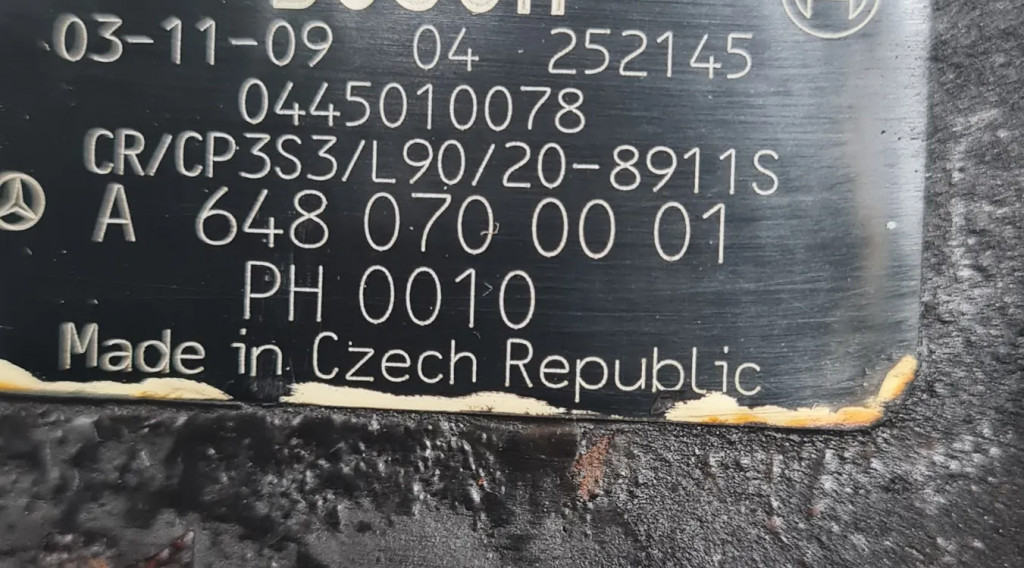 BOSCH
03-11-09 04 252145
0445010078
CR/CP3S3/L90/20-8911S
A 648 070 00 01
PH 0010
Made in Czech Republic